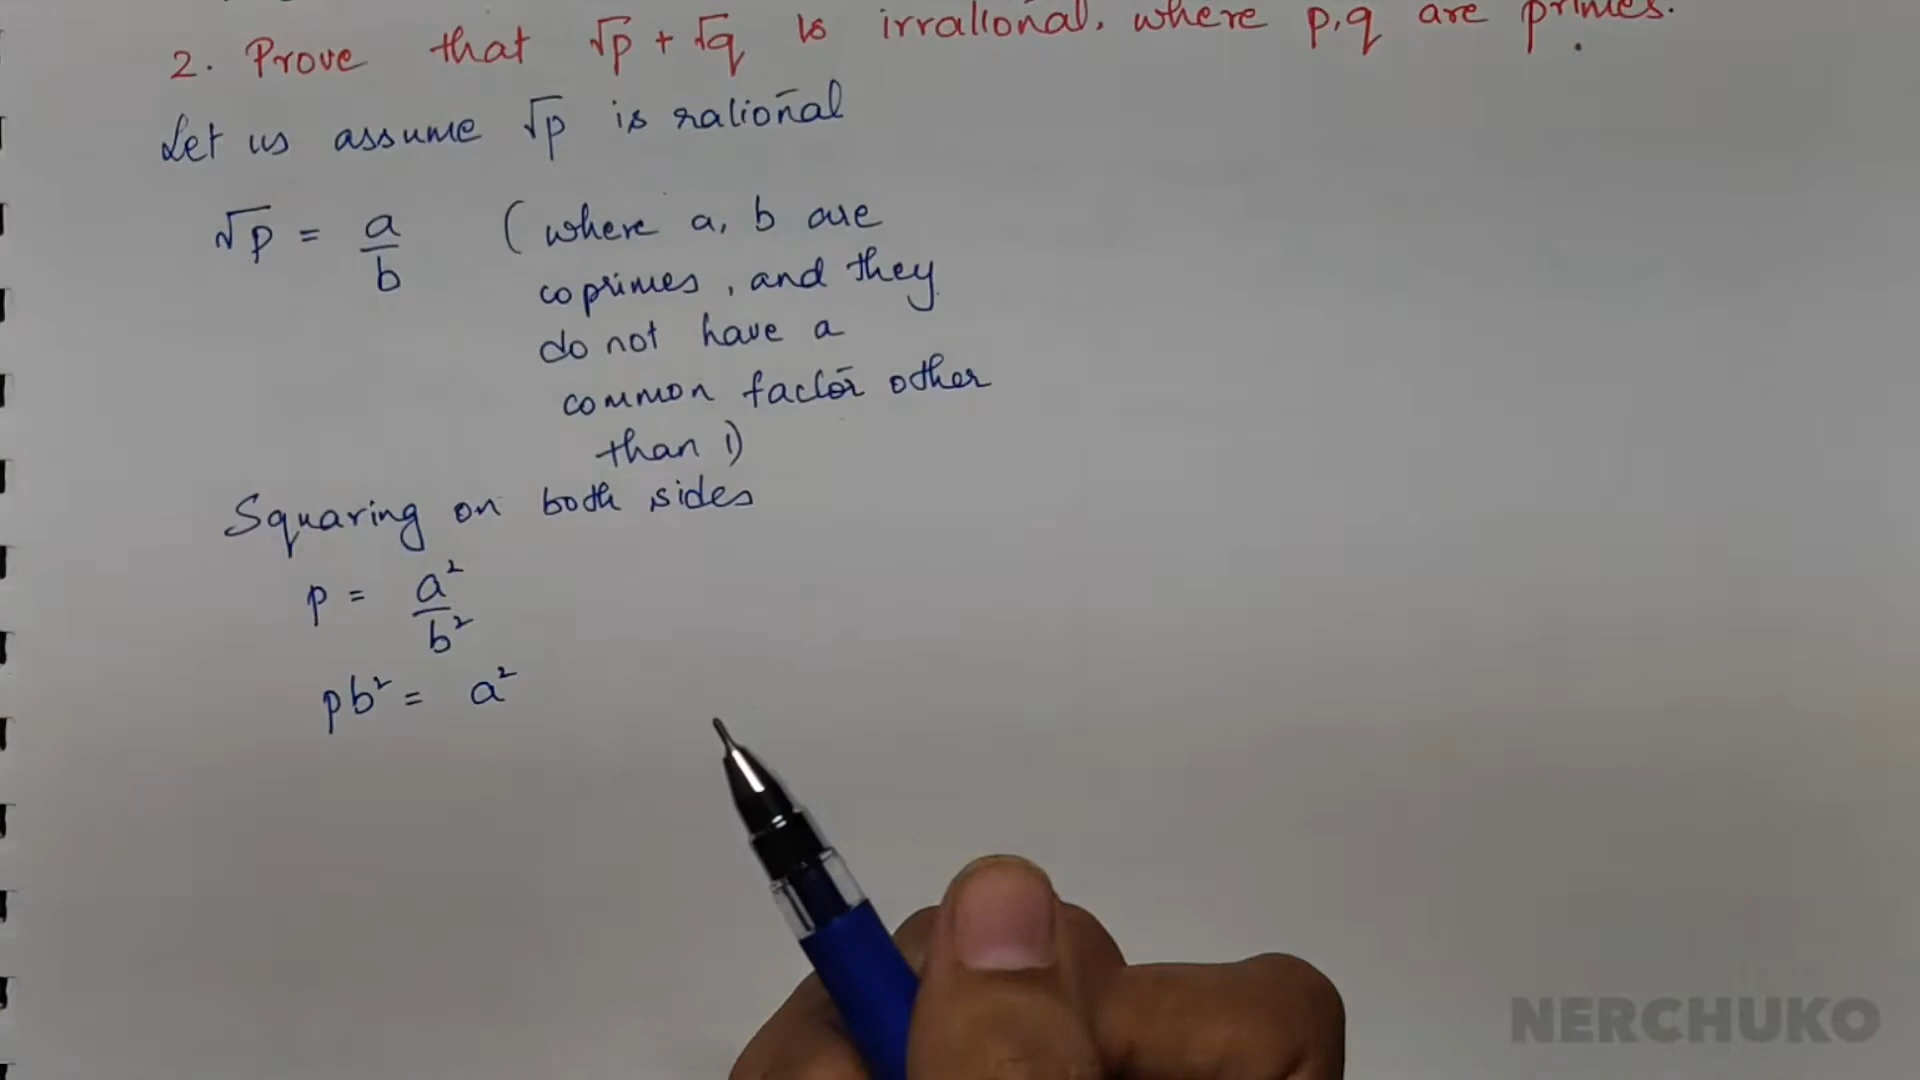 2. Prove that √p + √q is irrational, where p,q are primes.
Let us assume √p is rational
√p = a/b (where a, b are
coprimes, and they
do not have a
common factor other
than 1)
Squaring on both sides
p = a²/b²
pb² = a²
NERCHUKO